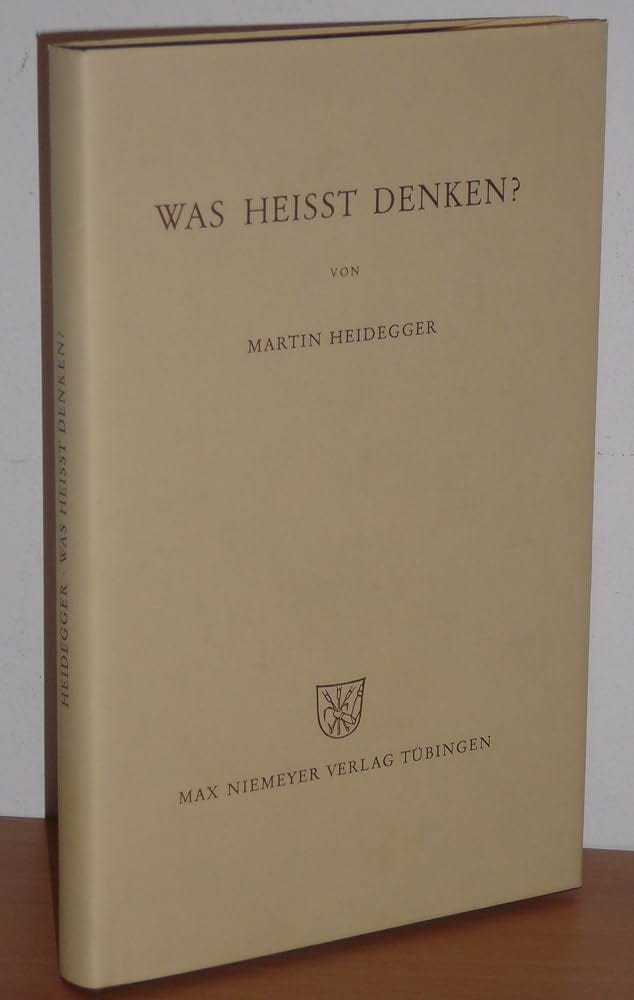 WAS HEISST DENKEN?
VON
MARTIN HEIDEGGER
MAX NIEMEYER VERLAG TÜBINGEN
HEIDEGGER · WAS HEISST DENKEN?